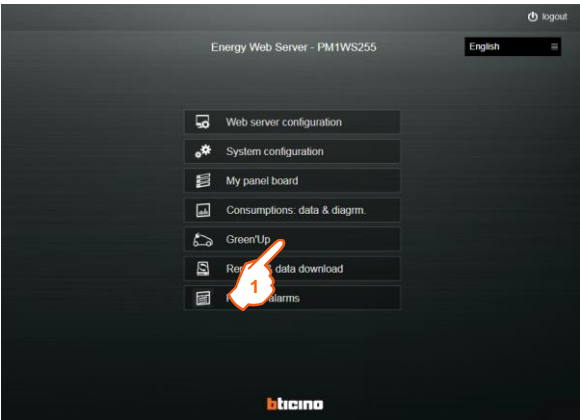 logout
Energy Web Server - PM1WS255
English
Web server configuration
System configuration
My panel board
Consumptions: data & diagrm.
Green'Up
data download
alarms
1
bticino